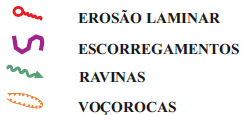 EROSÃO LAMINAR
ESCORREGAMENTOS
RAVINAS
VOÇOROCAS